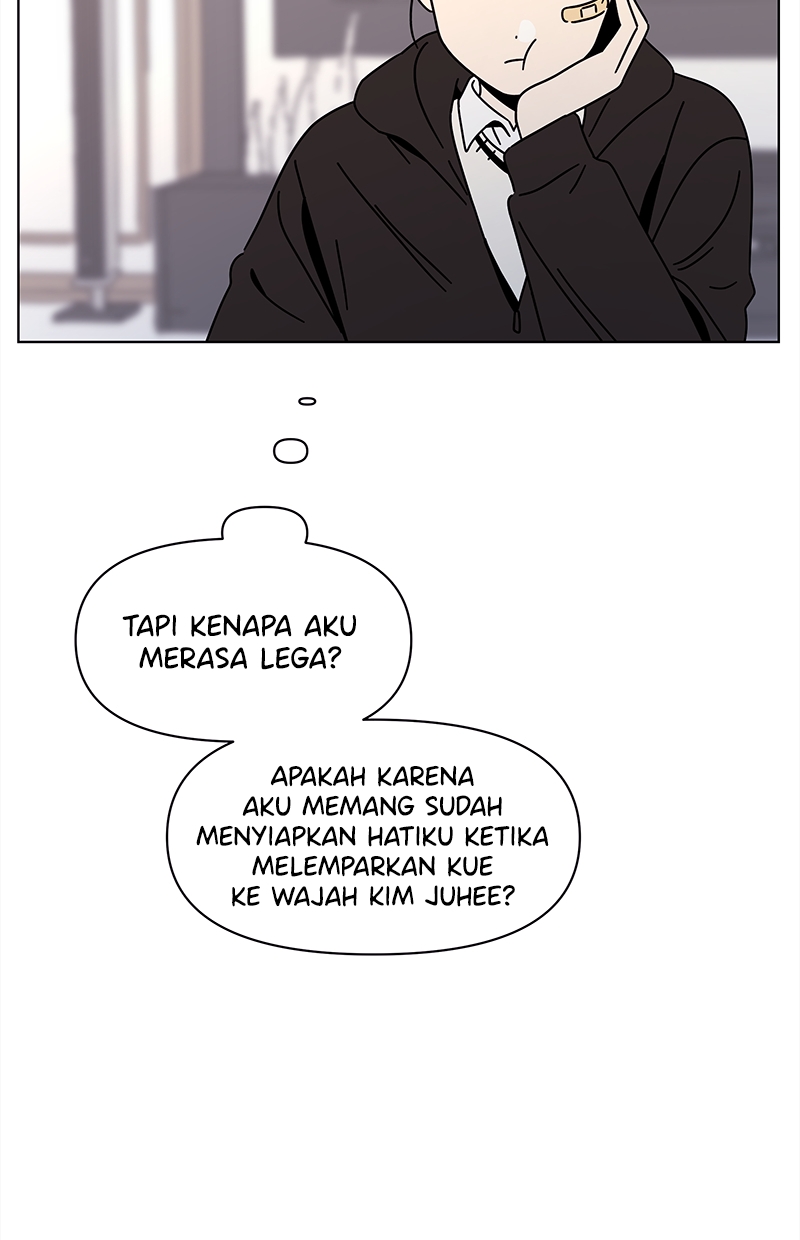 TAPI KENAPA AKU
MERASA LEGA?
APAKAH KARENA
AKU MEMANG SUDAH
MENYIAPKAN HATIKU KETIKA
MELEMPARKAN KUE
KE WAJAH KIM JUHEE?